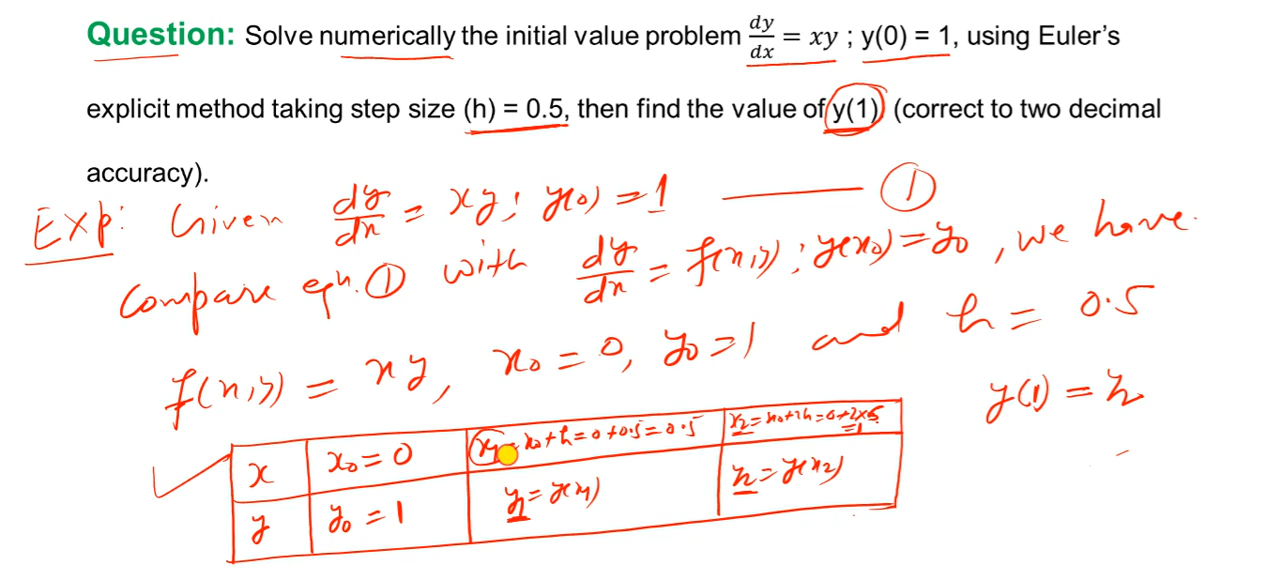 Question: Solve numerically the initial value problem dy/dx = xy ; y(0) = 1, using Euler's
explicit method taking step size (h) = 0.5, then find the value of y(1) (correct to two decimal
accuracy).
Exp: Given dy/dx = xy; y(0) = 1 —— ①
Compare eqn. ① with dy/dx = f(x,y); y(x0) = y0, we have
f(x,y) = xy, x0 = 0, y0 = 1 and h = 0.5
y(1) = y2
x | x0 = 0 | x1 = x0+h = 0+0.5 = 0.5 | x2 = x0+2h = 0+2×.5 = 1
y | y0 = 1 | y1 = y(x1) | y2 = y(x2)